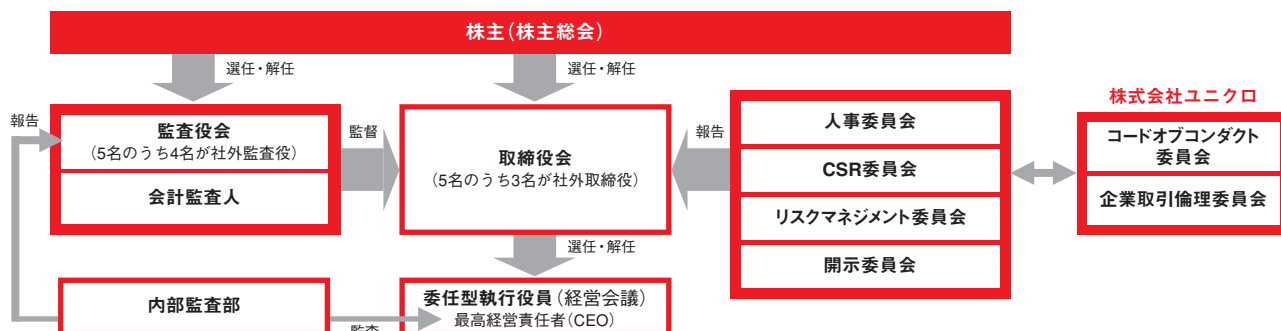 株主(株主総会)
選任・解任
選任・解任
報告
監査役会
(5名のうち4名が社外監査役)
会計監査人
監督
取締役会
(5名のうち3名が社外取締役)
報告
人事委員会
CSR委員会
リスクマネジメント委員会
開示委員会
株式会社ユニクロ
コードオブコンダクト
委員会
企業取引倫理委員会
選任・解任
内部監査部
監査
委任型執行役員(経営会議)
最高経営責任者(CEO)